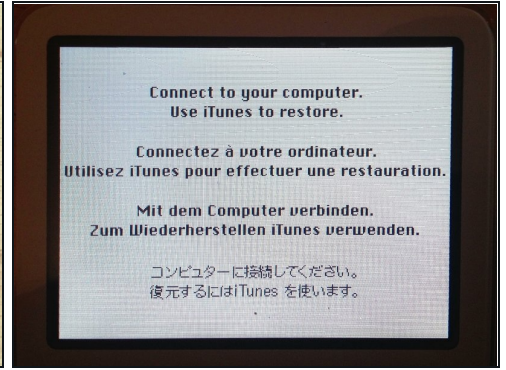 Connect to your computer.
Use iTunes to restore.
Connectez à votre ordinateur.
Utilisez iTunes pour effectuer une restauration.
Mit dem Computer verbinden.
Zum Wiederherstellen iTunes verwenden.
コンピュターに接続してください。
復元するにはiTunes を使います。